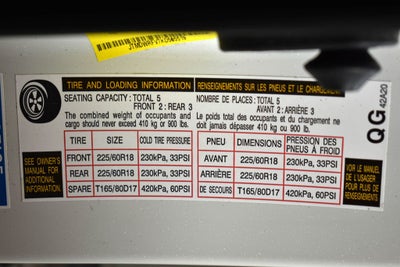 TIRE AND LOADING INFORMATION
SEATING CAPACITY: TOTAL 5
FRONT 2 : REAR 3
The combined weight of occupants and
cargo should never exceed 410 kg or 900 lbs.
SEE OWNER'S
MANUAL FOR
ADDITIONAL
INFORMATION.
TIRE SIZE COLD TIRE PRESSURE
FRONT 225/60R18 230kPa, 33PSI
REAR 225/60R18 230kPa, 33PSI
SPARE T165/80D17 420kPa, 60PSI
RENSEIGNEMENTS SUR LES PNEUS ET LE CHARGEMENT
NOMBRE DE PLACES: TOTAL 5
AVANT 2 : ARRIÈRE 3
Le poids total des occupants et du chargement ne
doit jamais dépasser 410 kg ou 900 lb.
PNEU DIMENSIONS PRESSION DES
PNEUS À FROID
AVANT 225/60R18 230kPa, 33PSI
ARRIÈRE 225/60R18 230kPa, 33PSI
DE SECOURS T165/80D17 420kPa, 60PSI
VOIR LE MANUEL
DE L'USAGER
POUR PLUS DE
RENSEIGNEMENTS
QG 42A20